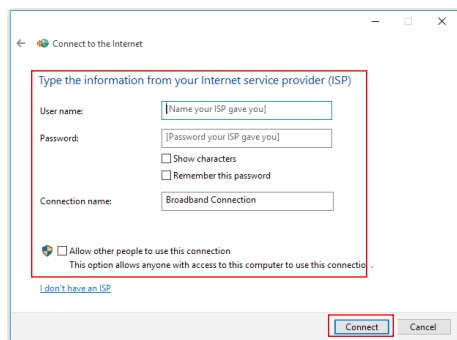 Connect to the Internet
Type the information from your Internet service provider (ISP)
User name: [Name your ISP gave you]
Password: [Password your ISP gave you]
Show characters
Remember this password
Connection name: Broadband Connection
Allow other people to use this connection
This option allows anyone with access to this computer to use this connectio .
I don't have an ISP
Connect Cancel